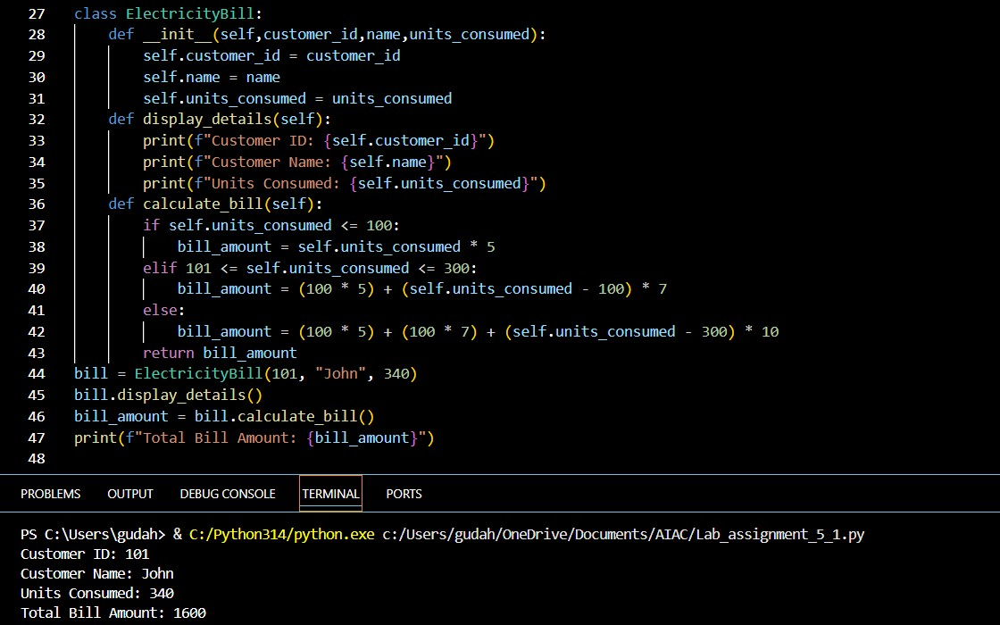 27 class ElectricityBill:
28     def __init__(self,customer_id,name,units_consumed):
29         self.customer_id = customer_id
30         self.name = name
31         self.units_consumed = units_consumed
32     def display_details(self):
33         print(f"Customer ID: {self.customer_id}")
34         print(f"Customer Name: {self.name}")
35         print(f"Units Consumed: {self.units_consumed}")
36     def calculate_bill(self):
37         if self.units_consumed <= 100:
38             bill_amount = self.units_consumed * 5
39         elif 101 <= self.units_consumed <= 300:
40             bill_amount = (100 * 5) + (self.units_consumed - 100) * 7
41         else:
42             bill_amount = (100 * 5) + (100 * 7) + (self.units_consumed - 300) * 10
43         return bill_amount
44 bill = ElectricityBill(101, "John", 340)
45 bill.display_details()
46 bill_amount = bill.calculate_bill()
47 print(f"Total Bill Amount: {bill_amount}")
48
PROBLEMS OUTPUT DEBUG CONSOLE TERMINAL PORTS
PS C:\Users\gudah> & C:/Python314/python.exe c:/Users/gudah/OneDrive/Documents/AIAC/Lab_assignment_5_1.py
Customer ID: 101
Customer Name: John
Units Consumed: 340
Total Bill Amount: 1600